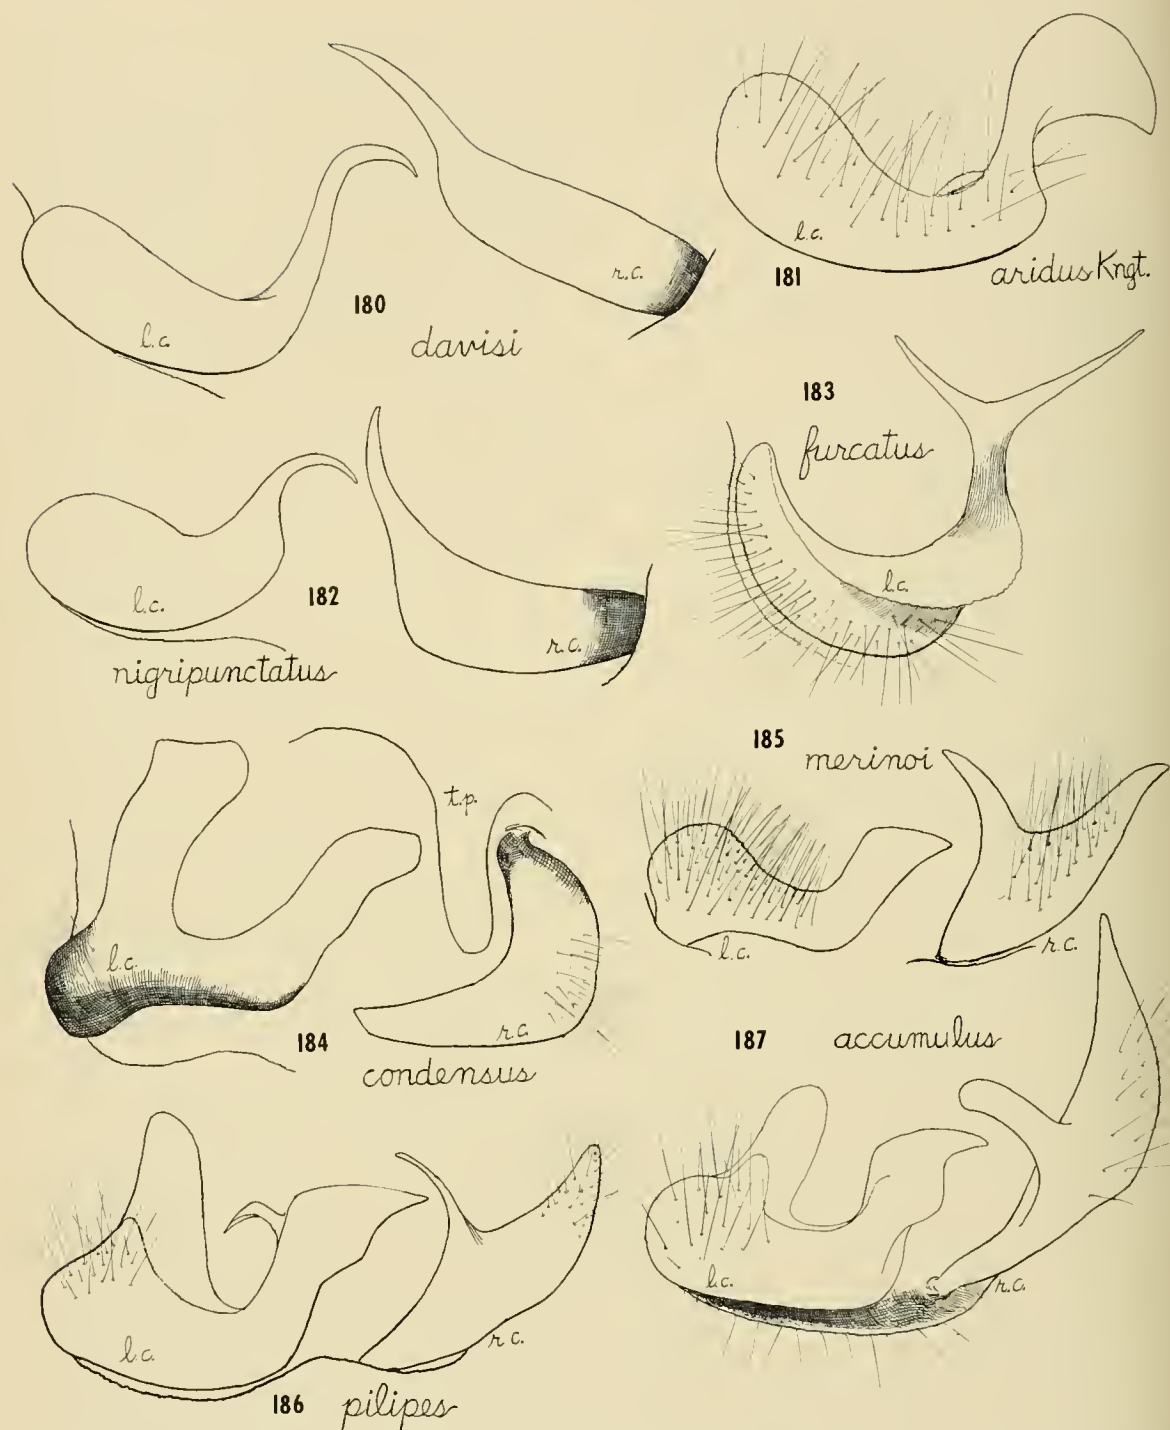 l.c.
180
r.c.
davisi
l.c.
181
aridus Kngt.
l.c.
182
r.c.
nigripunctatus
183
furcatus
l.c.
t.p.
l.c.
184
r.c.
condensus
185
merinoi
l.c.
r.c.
l.c.
r.c.
186
pilipes
187
accumulus
l.c.
r.c.